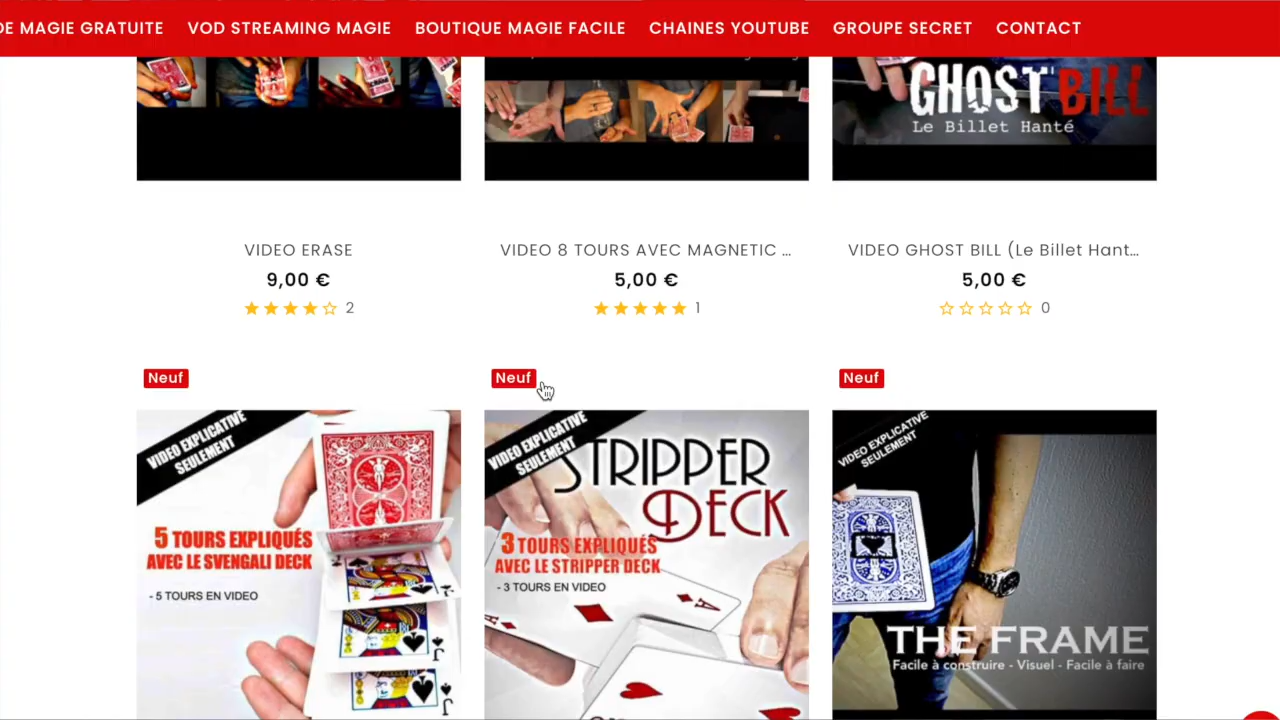 DE MAGIE GRATUITE VOD STREAMING MAGIE BOUTIQUE MAGIE FACILE CHAINES YOUTUBE GROUPE SECRET CONTACT
GHOST BILL
Le Billet Hanté
VIDEO ERASE
9,00 €
2
VIDEO 8 TOURS AVEC MAGNETIC ...
5,00 €
1
VIDEO GHOST BILL (Le Billet Hant...
5,00 €
0
Neuf
VIDEO EXPLICATIVE
SEULEMENT
5 TOURS EXPLIQUÉS
AVEC LE SVENGALI DECK
- 5 TOURS EN VIDEO
J
J
Neuf
VIDEO EXPLICATIVE
SEULEMENT
STRIPPER
DECK
3 TOURS EXPLIQUÉS
AVEC LE STRIPPER DECK
- 3 TOURS EN VIDEO
A
Neuf
VIDEO EXPLICATIVE
SEULEMENT
THE FRAME
Facile à construire - Visuel - Facile à faire